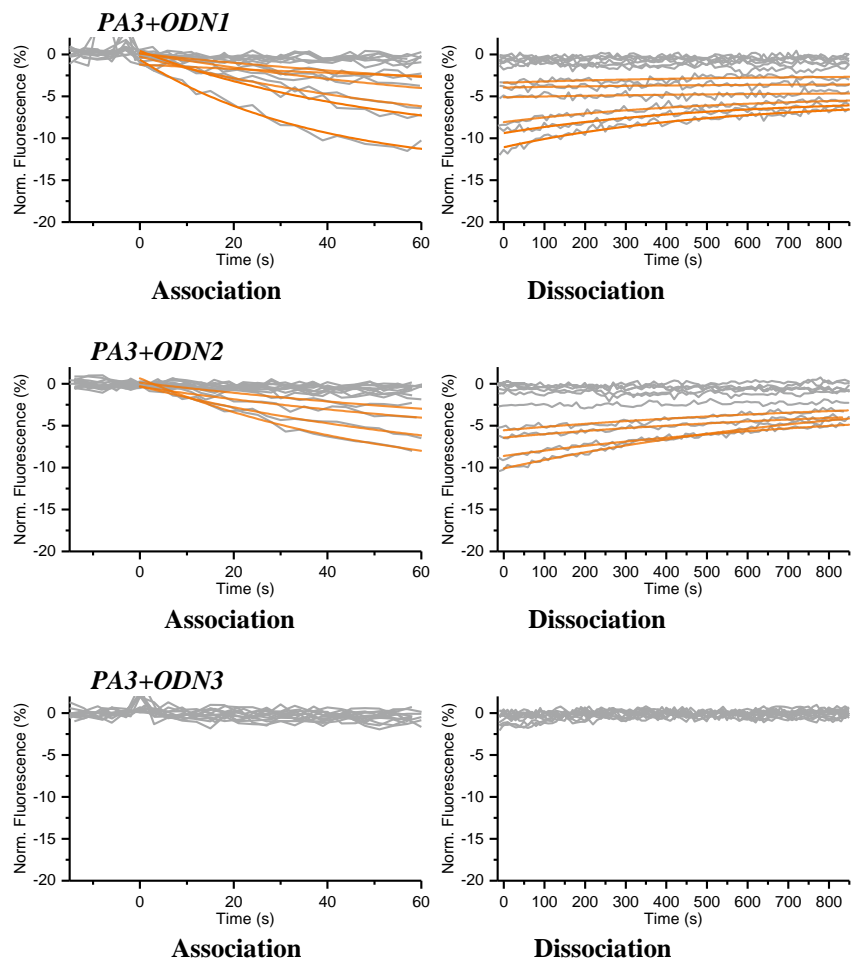 PA3+ODN1
Norm. Fluorescence (%)
0
-5
-10
-15
-20
0 20 40 60
Time (s)
Association
Norm. Fluorescence (%)
0
-5
-10
-15
-20
0 100 200 300 400 500 600 700 800
Time (s)
Dissociation
PA3+ODN2
Norm. Fluorescence (%)
0
-5
-10
-15
-20
0 20 40 60
Time (s)
Association
Norm. Fluorescence (%)
0
-5
-10
-15
-20
0 100 200 300 400 500 600 700 800
Time (s)
Dissociation
PA3+ODN3
Norm. Fluorescence (%)
0
-5
-10
-15
-20
0 20 40 60
Time (s)
Association
Norm. Fluorescence (%)
0
-5
-10
-15
-20
0 100 200 300 400 500 600 700 800
Time (s)
Dissociation